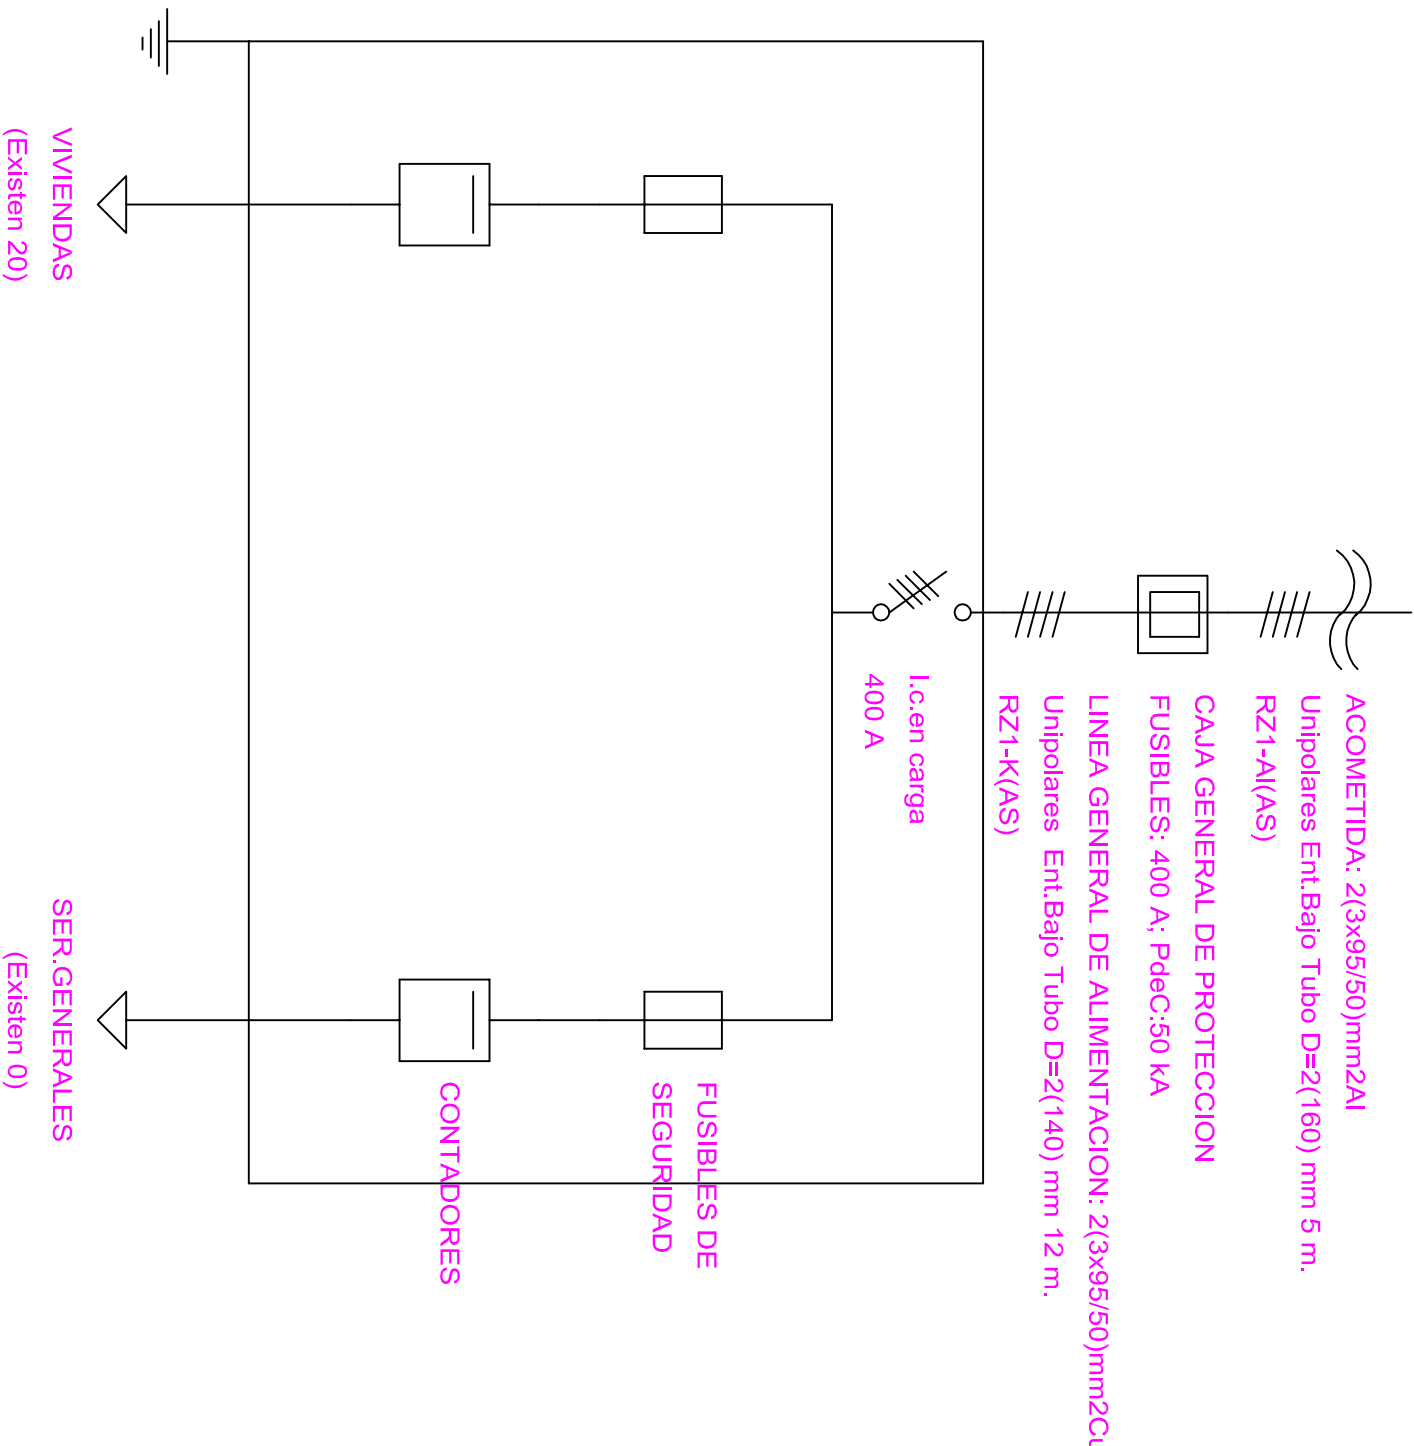 ACOMETIDA: 2(3x95/50)mm2Al
Unipolares Ent.Bajo Tubo D=2(160) mm 5 m.
RZ1-Al(AS)
CAJA GENERAL DE PROTECCION
FUSIBLES: 400 A; PdeC:50 kA
LINEA GENERAL DE ALIMENTACION: 2(3x95/50)mm2Cu
Unipolares Ent.Bajo Tubo D=2(140) mm 12 m.
RZ1-K(AS)
I.c.en carga
400 A
FUSIBLES DE
SEGURIDAD
CONTADORES
VIVIENDAS
(Existen 20)
SER.GENERALES
(Existen 0)